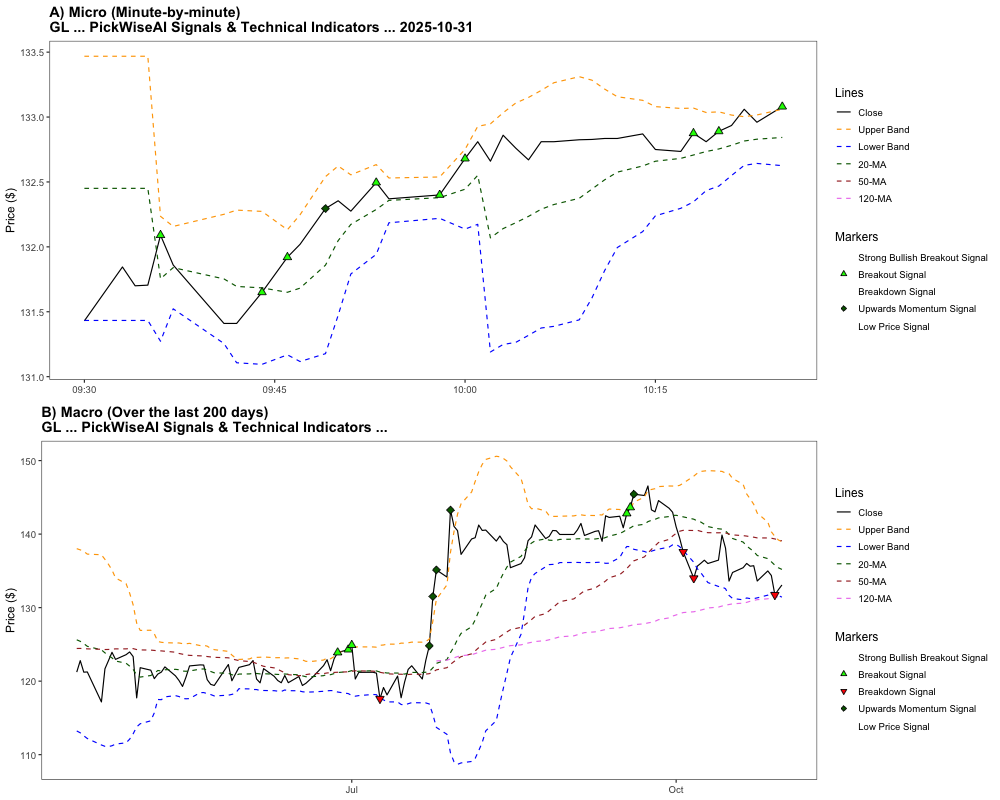 A) Micro (Minute-by-minute)
GL ... PickWiseAI Signals & Technical Indicators ... 2025-10-31
Price ($)
133.5
133.0
132.5
132.0
131.5
131.0
09:30
09:45
10:00
10:15
Lines
Close
Upper Band
Lower Band
20-MA
50-MA
120-MA
Markers
Strong Bullish Breakout Signal
Breakout Signal
Breakdown Signal
Upwards Momentum Signal
Low Price Signal
B) Macro (Over the last 200 days)
GL ... PickWiseAI Signals & Technical Indicators ...
Price ($)
150
140
130
120
110
Jul
Oct
Lines
Close
Upper Band
Lower Band
20-MA
50-MA
120-MA
Markers
Strong Bullish Breakout Signal
Breakout Signal
Breakdown Signal
Upwards Momentum Signal
Low Price Signal